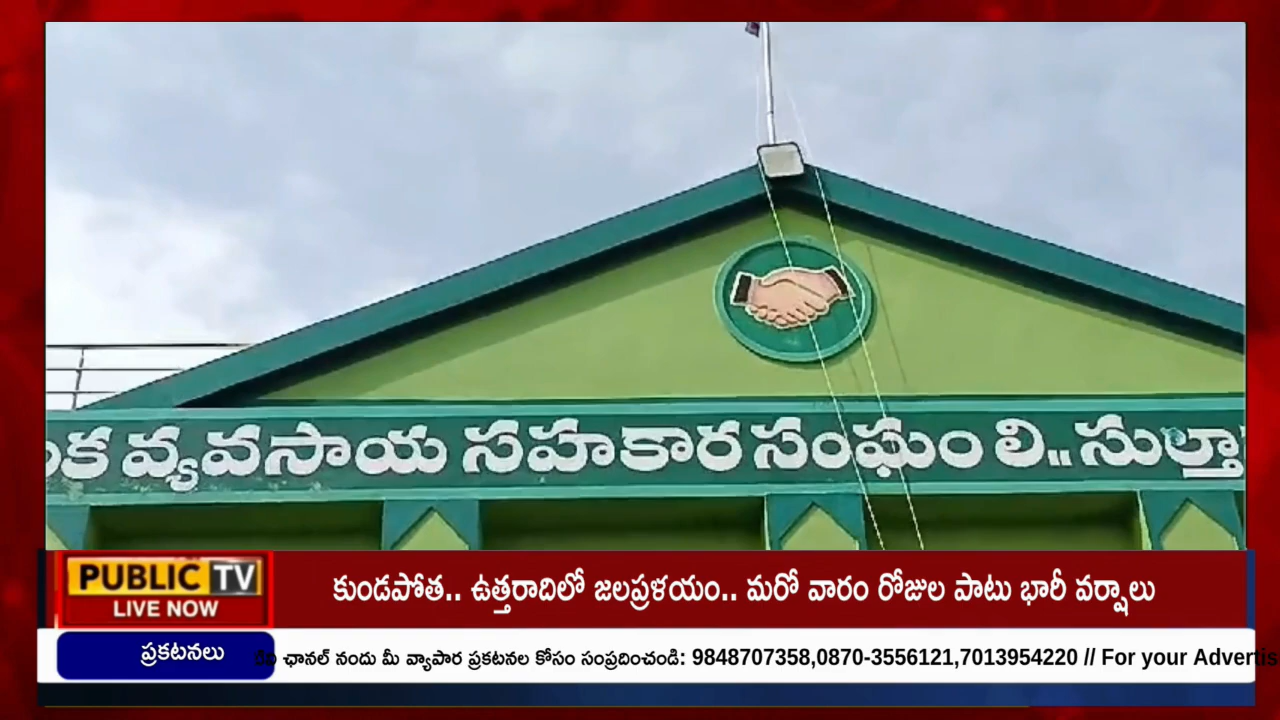 వ్యవసాయ సహకార సంఘం లి..
PUBLIC TV
LIVE NOW
కుండపోత.. ఉత్తరాదిలో జలప్రళయం.. మరో వారం రోజుల పాటు భారీ వర్షాలు
ప్రకటనలు
ఛానల్ నందు మీ వ్యాపార ప్రకటనల కోసం సంప్రదించండి: 9848707358,0870-3556121,7013954220 // For your